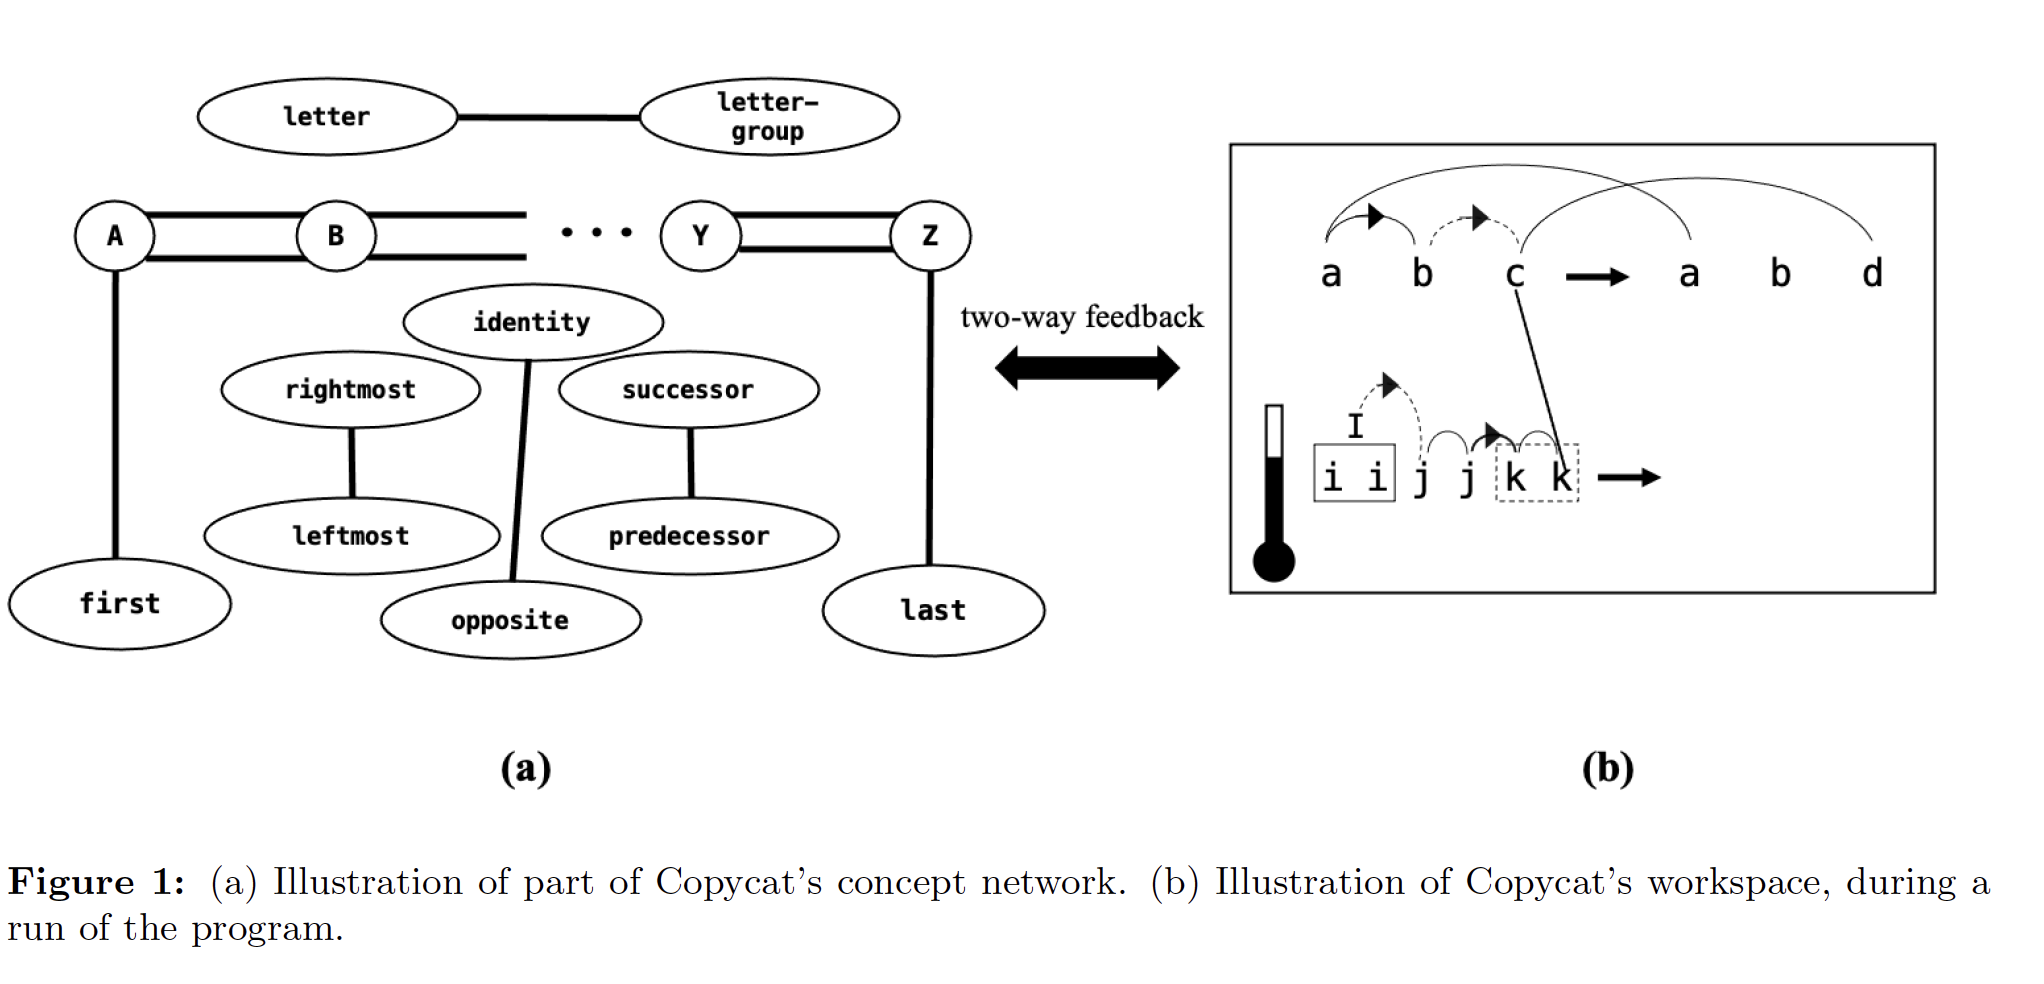 letter
letter-
group
A B ... Y Z
identity
rightmost
successor
leftmost
predecessor
first
opposite
last
two-way feedback
a b c → a b d
I
i i j j k k →
(a)
(b)
Figure 1: (a) Illustration of part of Copycat's concept network. (b) Illustration of Copycat's workspace, during a
run of the program.